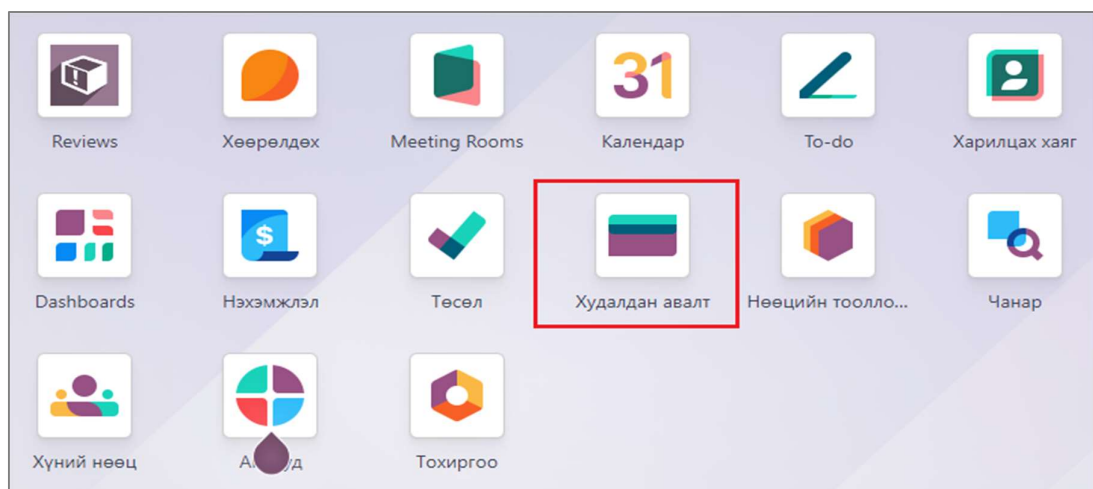 Reviews
Хөөрөлдөх
Meeting Rooms
31
Календар
To-do
Харилцах хаяг
Dashboards
$
Нэхэмжлэл
Төсөл
Худалдан авалт
Нөөцийн тоолло...
Чанар
Хүний нөөц
Тохиргоо